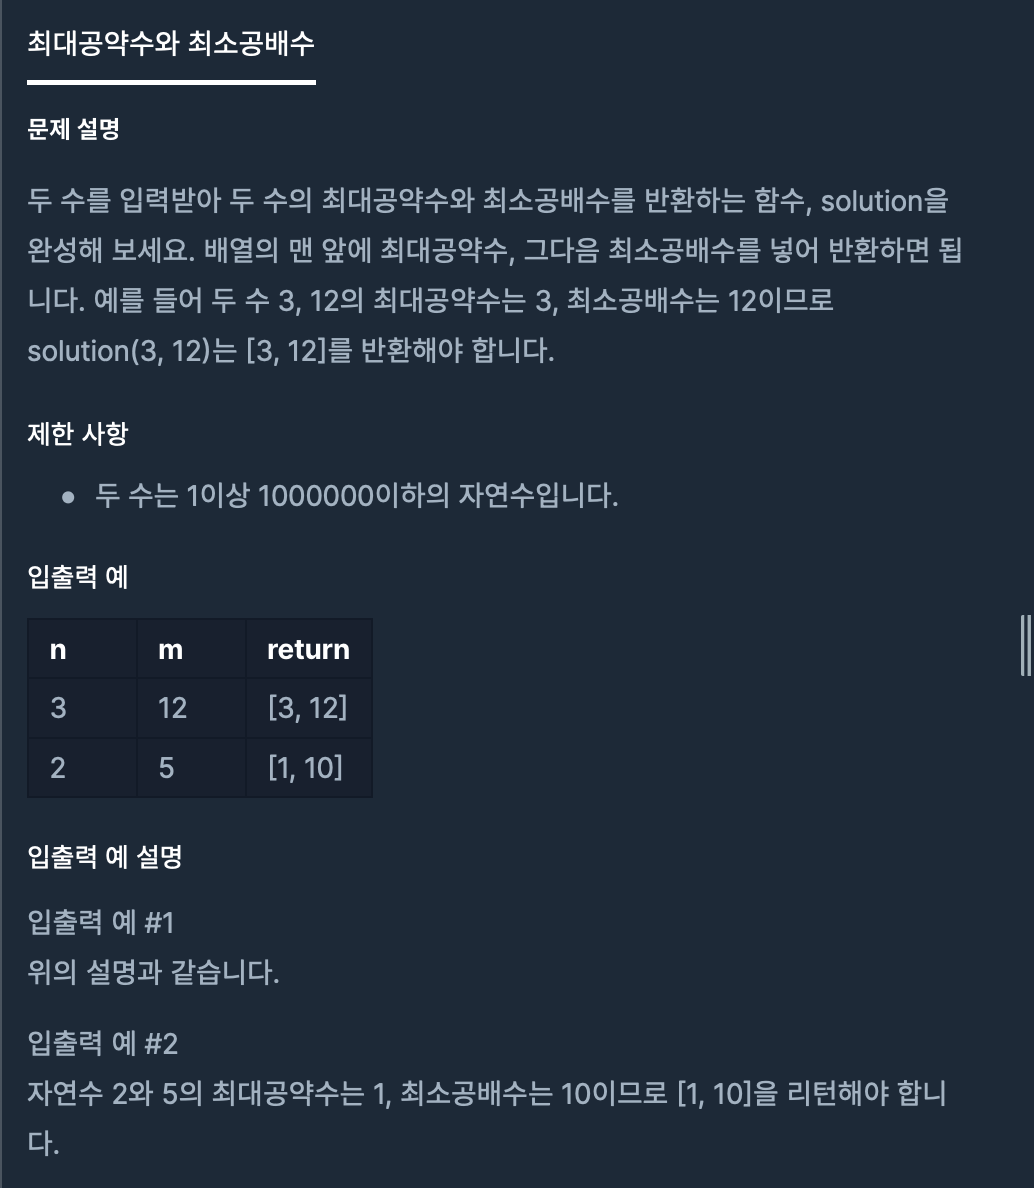 최대공약수와 최소공배수
문제 설명
두 수를 입력받아 두 수의 최대공약수와 최소공배수를 반환하는 함수, solution을
완성해 보세요. 배열의 맨 앞에 최대공약수, 그다음 최소공배수를 넣어 반환하면 됩
니다. 예를 들어 두 수 3, 12의 최대공약수는 3, 최소공배수는 12이므로
solution(3, 12)는 [3, 12]를 반환해야 합니다.
제한 사항
● 두 수는 1이상 1000000이하의 자연수입니다.
입출력 예
n m return
3 12 [3, 12]
2 5 [1, 10]
입출력 예 설명
입출력 예 #1
위의 설명과 같습니다.
입출력 예 #2
자연수 2와 5의 최대공약수는 1, 최소공배수는 10이므로 [1, 10]을 리턴해야 합니
다.